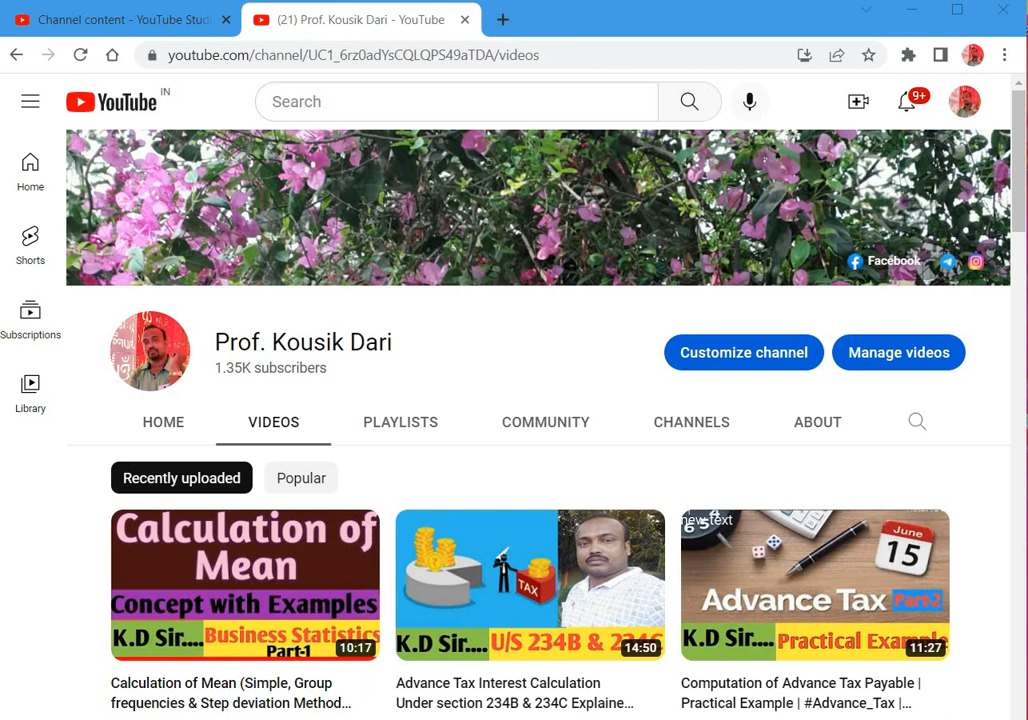 Channel content - YouTube Studi
(21) Prof. Kousik Dari - YouTube
youtube.com/channel/UC1_6rz0adYsCQLQPS49aTDA/videos
YouTube IN
Search
9+
Home
Shorts
Subscriptions
Library
Facebook
Prof. Kousik Dari
1.35K subscribers
Customize channel
Manage videos
HOME
VIDEOS
PLAYLISTS
COMMUNITY
CHANNELS
ABOUT
Recently uploaded
Popular
Calculation of
Mean
Concept with Examples
K.D Sir....Business Statistics
Part-1
10:17
Calculation of Mean (Simple, Group
frequencies & Step deviation Method...
TAX
K.D Sir....U/S 234B & 234C
14:50
Advance Tax Interest Calculation
Under section 234B & 234C Explaine...
new text
June
15
Advance Tax Part-2
K.D Sir.... Practical Example
11:27
Computation of Advance Tax Payable |
Practical Example | #Advance_Tax |...